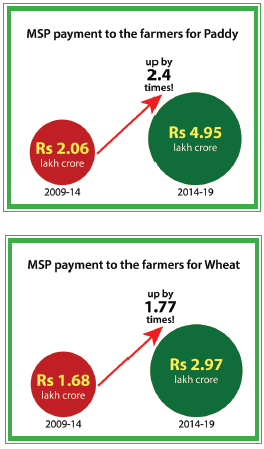 MSP payment to the farmers for Paddy
up by
2.4
times!
Rs 2.06
lakh crore
Rs 4.95
lakh crore
2009-14
2014-19
MSP payment to the farmers for Wheat
up by
1.77
times!
Rs 1.68
lakh crore
Rs 2.97
lakh crore
2009-14
2014-19